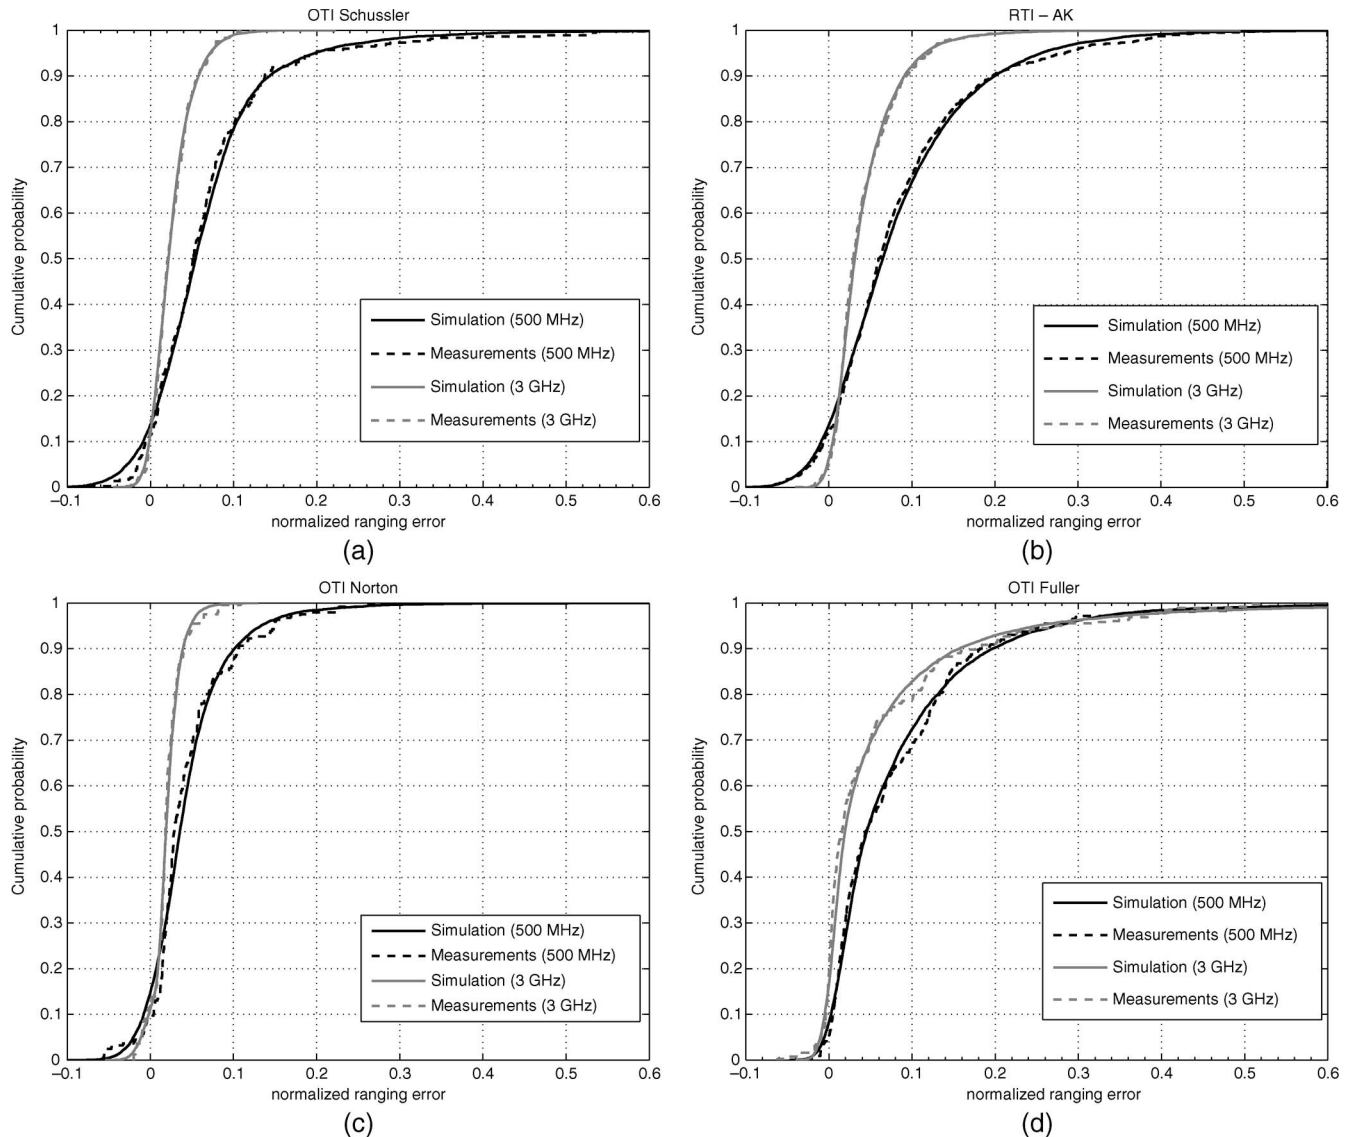 OTI Schussler
1
0.9
0.8
0.7
0.6
0.5
0.4
0.3
0.2
0.1
0
Cumulative probability
Simulation (500 MHz)
Measurements (500 MHz)
Simulation (3 GHz)
Measurements (3 GHz)
–0.1 0 0.1 0.2 0.3 0.4 0.5 0.6
normalized ranging error
(a)
RTI – AK
1
0.9
0.8
0.7
0.6
0.5
0.4
0.3
0.2
0.1
0
Cumulative probability
Simulation (500 MHz)
Measurements (500 MHz)
Simulation (3 GHz)
Measurements (3 GHz)
–0.1 0 0.1 0.2 0.3 0.4 0.5 0.6
normalized ranging error
(b)
OTI Norton
1
0.9
0.8
0.7
0.6
0.5
0.4
0.3
0.2
0.1
0
Cumulative probability
Simulation (500 MHz)
Measurements (500 MHz)
Simulation (3 GHz)
Measurements (3 GHz)
–0.1 0 0.1 0.2 0.3 0.4 0.5 0.6
normalized ranging error
(c)
OTI Fuller
1
0.9
0.8
0.7
0.6
0.5
0.4
0.3
0.2
0.1
0
Cumulative probability
Simulation (500 MHz)
Measurements (500 MHz)
Simulation (3 GHz)
Measurements (3 GHz)
–0.1 0 0.1 0.2 0.3 0.4 0.5 0.6
normalized ranging error
(d)